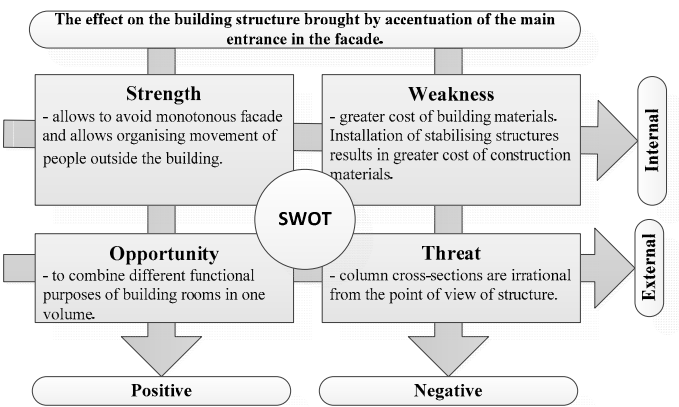 The effect on the building structure brought by accentuation of the main
entrance in the facade.
Strength
- allows to avoid monotonous facade
and allows organising movement of
people outside the building.
Weakness
- greater cost of building materials.
Installation of stabilising structures
results in greater cost of construction
materials.
Internal
SWOT
Opportunity
- to combine different functional
purposes of building rooms in one
volume.
Threat
- column cross-sections are irrational
from the point of view of structure.
External
Positive
Negative